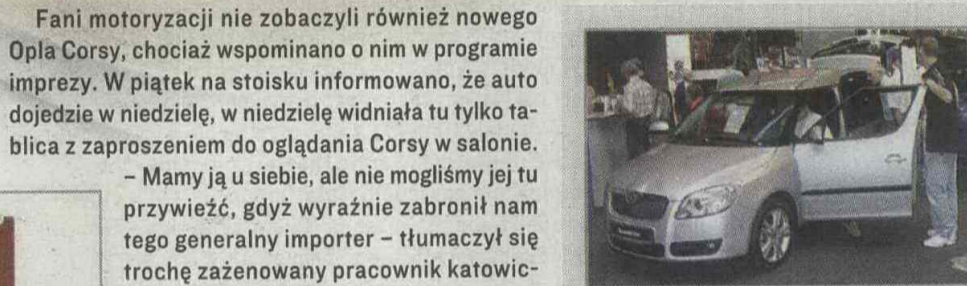 Fani motoryzacji nie zobaczyli również nowego
Opla Corsy, chociaż wspominano o nim w programie
imprezy. W piątek na stoisku informowano, że auto
dojedzie w niedzielę, w niedzielę widniała tu tylko ta-
blica z zaproszeniem do oglądania Corsy w salonie.
– Mamy ją u siebie, ale nie mogliśmy jej tu
przywieźć, gdyż wyraźnie zabronił nam
tego generalny importer – tłumaczył się
trochę zażenowany pracownik katowic-